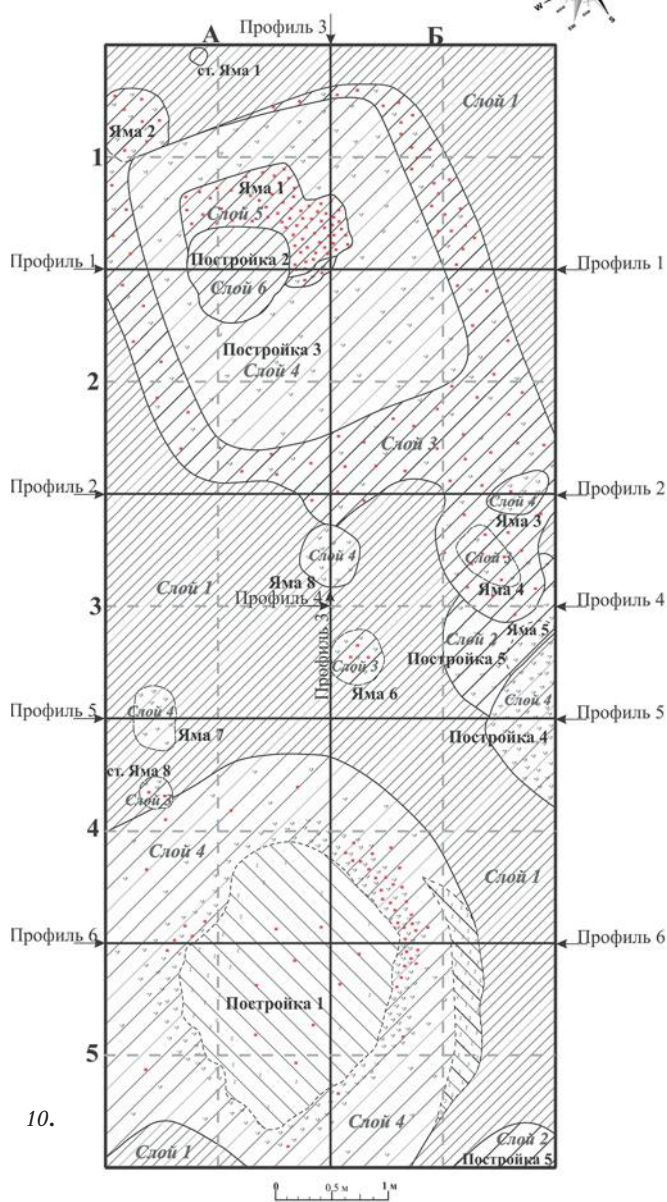 Профиль 3
А
Б
W
S
ст. Яма 1
Слой 1
Яма 2
1
Яма 1
Слой 5
Профиль 1
Постройка 2
Профиль 1
Слой 6
Постройка 3
Слой 4
2
Слой 3
Профиль 2
Профиль 2
Слой 4
Яма 3
Слой 4
Слой 3
Слой 1
Яма 8
Яма 4
Профиль 4
3
Профиль 4
Яма 5
Слой 2
Профиль 3
Слой 3
Постройка 5
Яма 6
Слой 4
Слой 4
Профиль 5
Профиль 5
Яма 7
Постройка 4
ст. Яма 8
Слой 3
4
Слой 4
Слой 1
Профиль 6
Профиль 6
Постройка 1
5
10.
Слой 4
Слой 1
Слой 2
Постройка 5
0
0,5 м
1 м